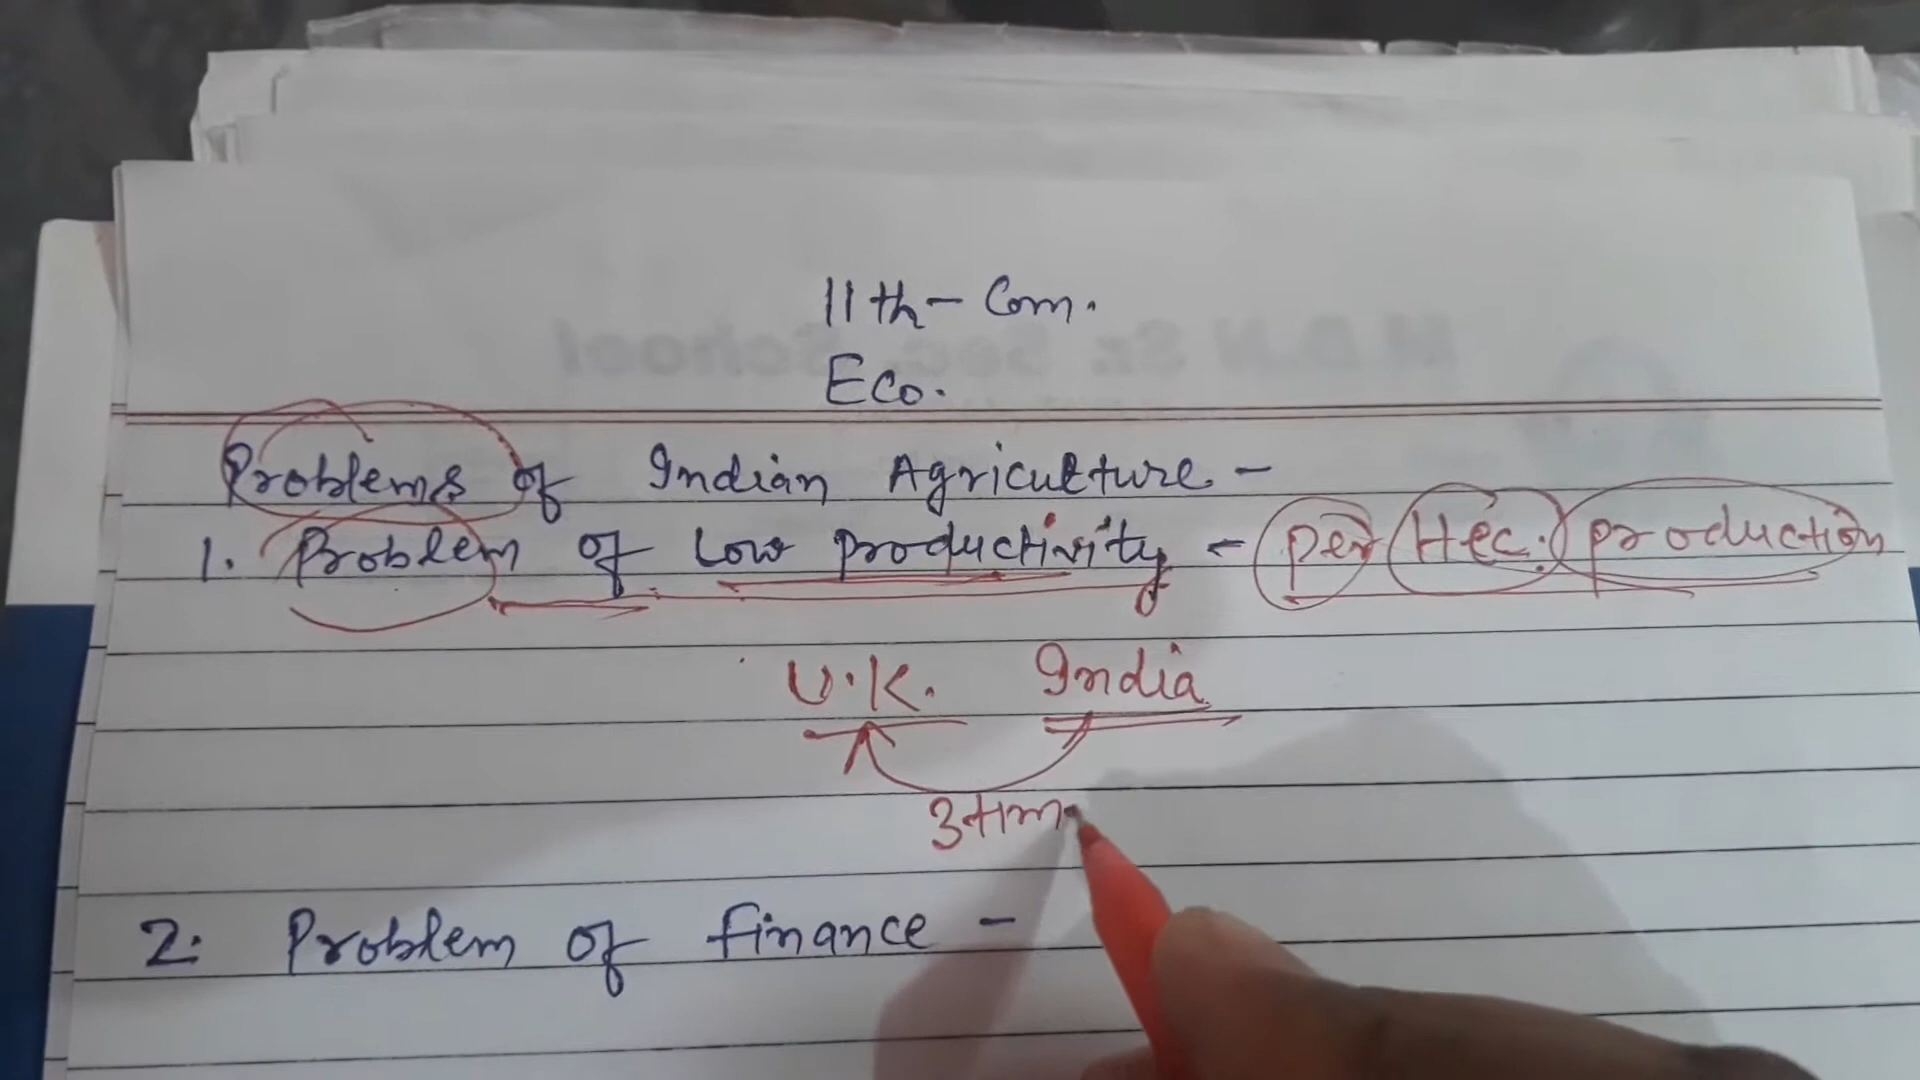 11th - Com.
Eco.
Problems of Indian Agriculture -
1. Problem of Low Productivity - per Hec. production
U.K. India
3 tim
2. Problem of finance -